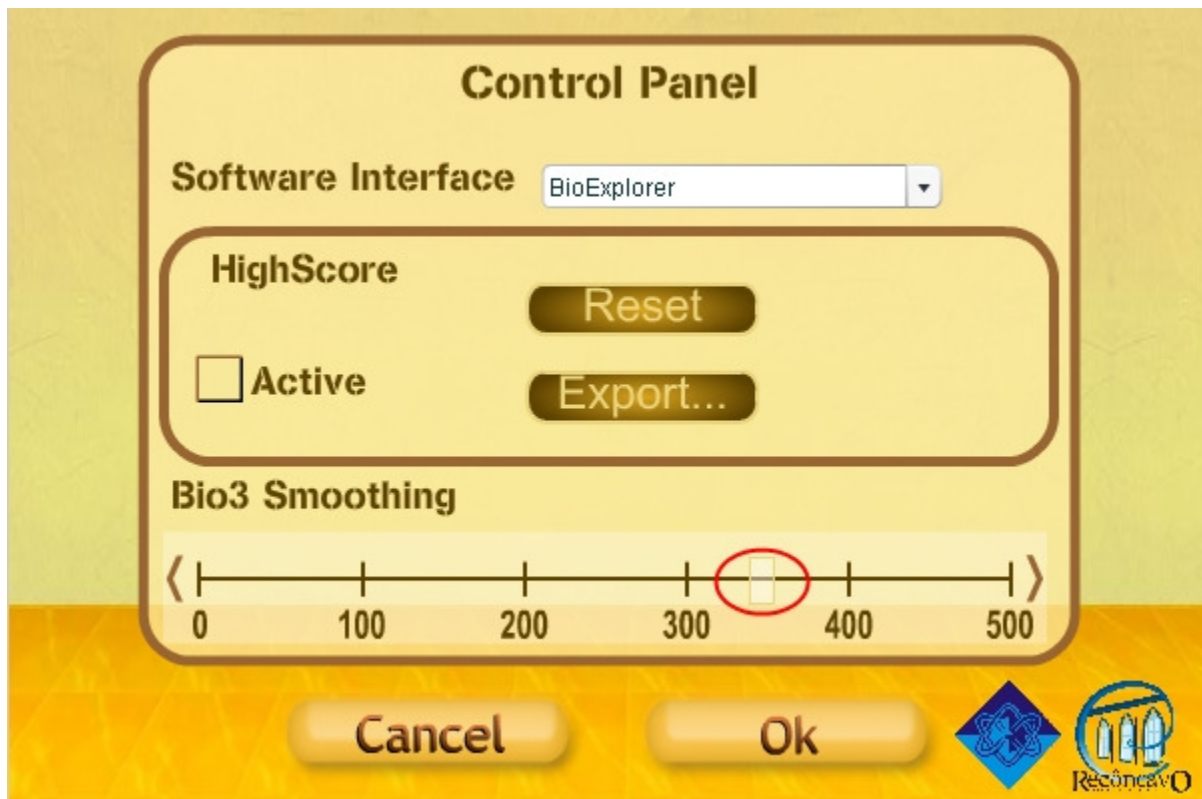 Control Panel
Software Interface BioExplorer
HighScore
Reset
Active
Export...
Bio3 Smoothing
0 100 200 300 400 500
Cancel Ok
RecôncavO